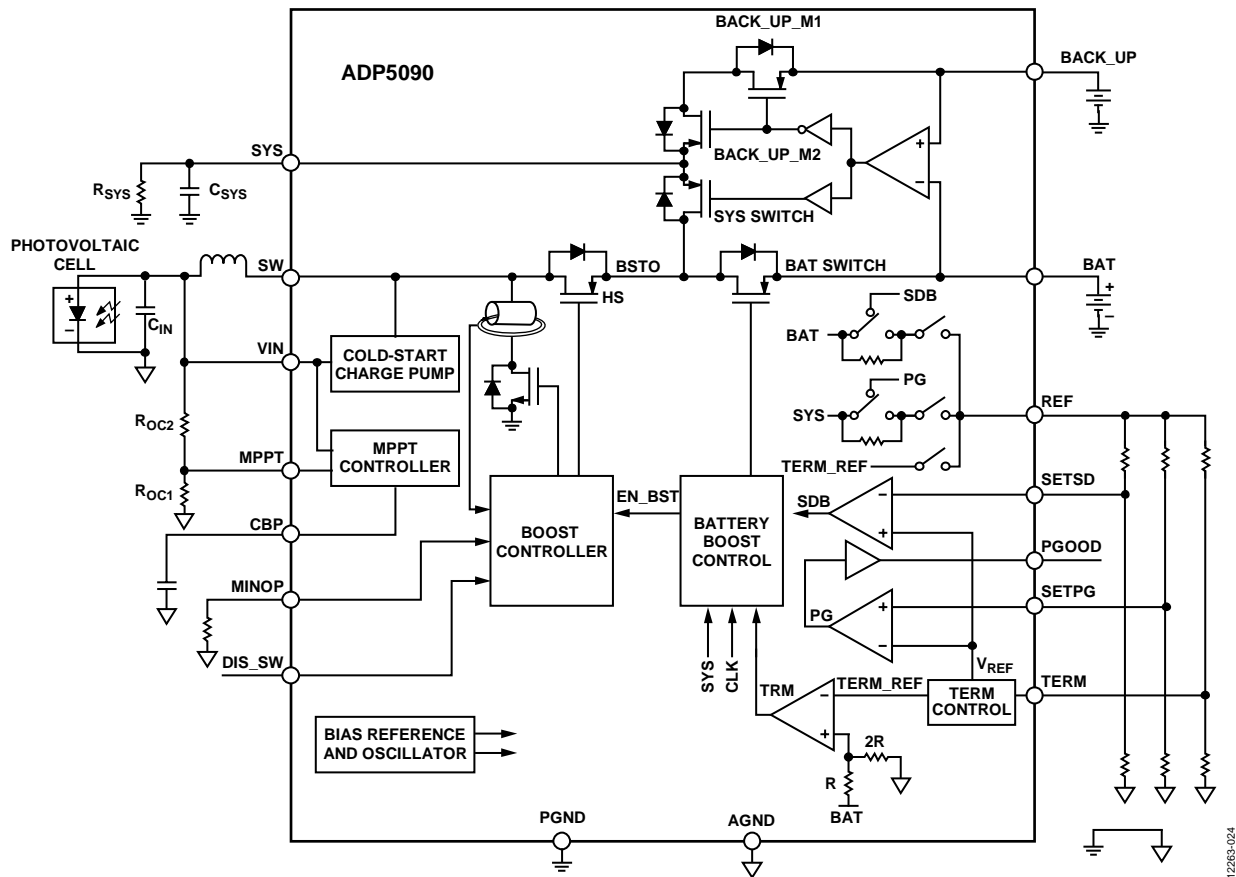 BACK_UP_M1
ADP5090
BACK_UP
SYS
BACK_UP_M2
+
–
RSYS
CSYS
SYS SWITCH
PHOTOVOLTAIC
CELL
SW
BSTO
BAT SWITCH
BAT
+
–
HS
+
–
CIN
SDB
BAT
VIN
COLD-START
CHARGE PUMP
PG
SYS
REF
ROC2
MPPT
MPPT
CONTROLLER
TERM_REF
ROC1
SETSD
CBP
EN_BST
SDB
–
+
BOOST
CONTROLLER
BATTERY
BOOST
CONTROL
PGOOD
MINOP
SETPG
PG
+
–
DIS_SW
SYS
CLK
VREF
TRM
TERM_REF
TERM
CONTROL
TERM
–
+
BIAS REFERENCE
AND OSCILLATOR
2R
R
BAT
PGND
AGND
12263-024